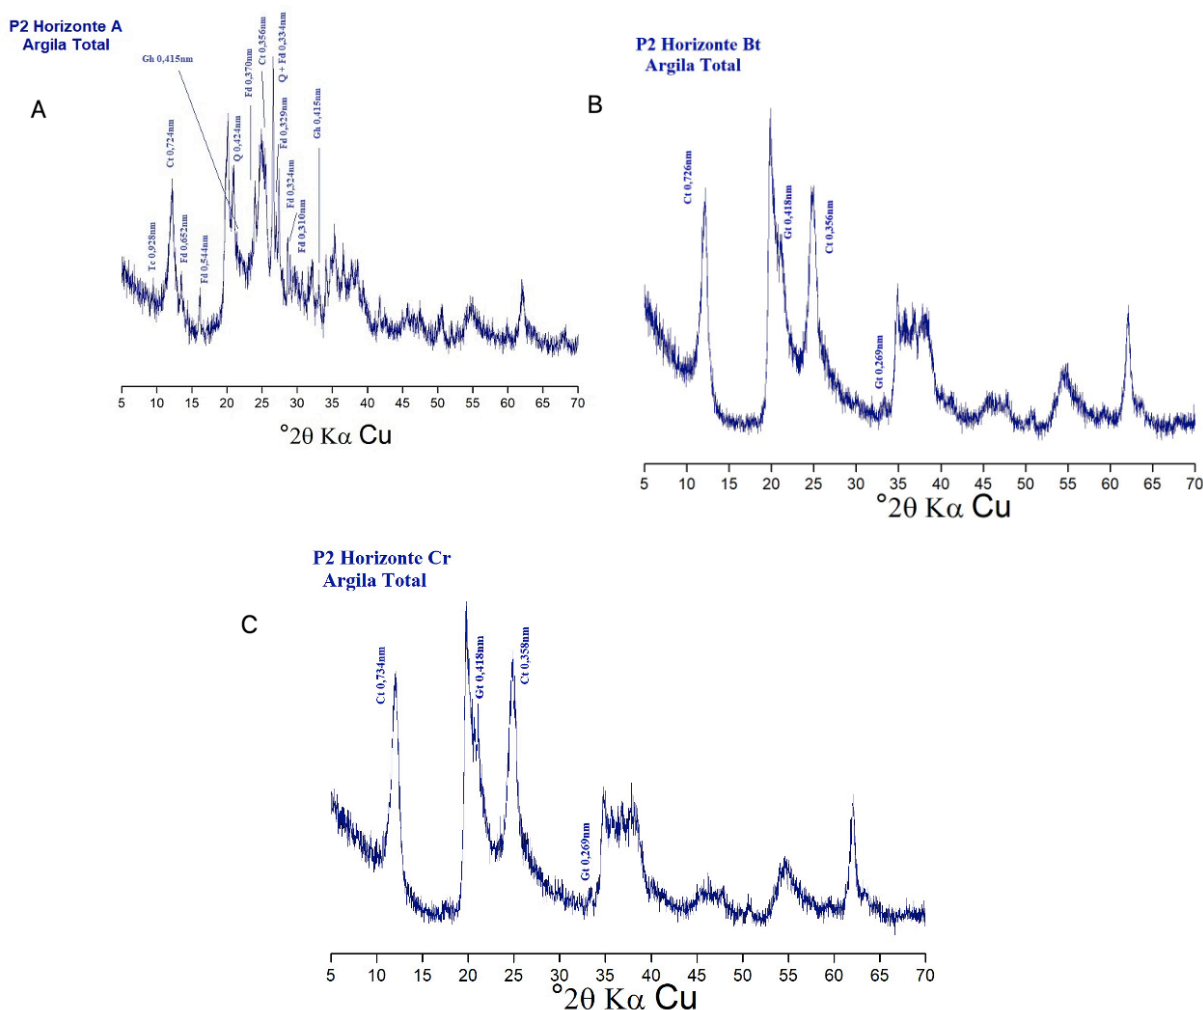 P2 Horizonte A
Argila Total
A
Gh 0,415nm
Tc 0,928nm
Ct 0,724nm
Fd 0,652nm
Fd 0,544nm
Q 0,424nm
Fd 0,370nm
Ct 0,356nm
Q + Fd 0,334nm
Fd 0,329nm
Fd 0,324nm
Fd 0,310nm
Gh 0,415nm
5 10 15 20 25 30 35 40 45 50 55 60 65 70
°2θ Kα Cu
P2 Horizonte Bt
Argila Total
B
Ct 0,726nm
Gt 0,418nm
Ct 0,356nm
Gt 0,269nm
5 10 15 20 25 30 35 40 45 50 55 60 65 70
°2θ Kα Cu
P2 Horizonte Cr
Argila Total
C
Ct 0,734nm
Gt 0,418nm
Ct 0,358nm
Gt 0,269nm
5 10 15 20 25 30 35 40 45 50 55 60 65 70
°2θ Kα Cu